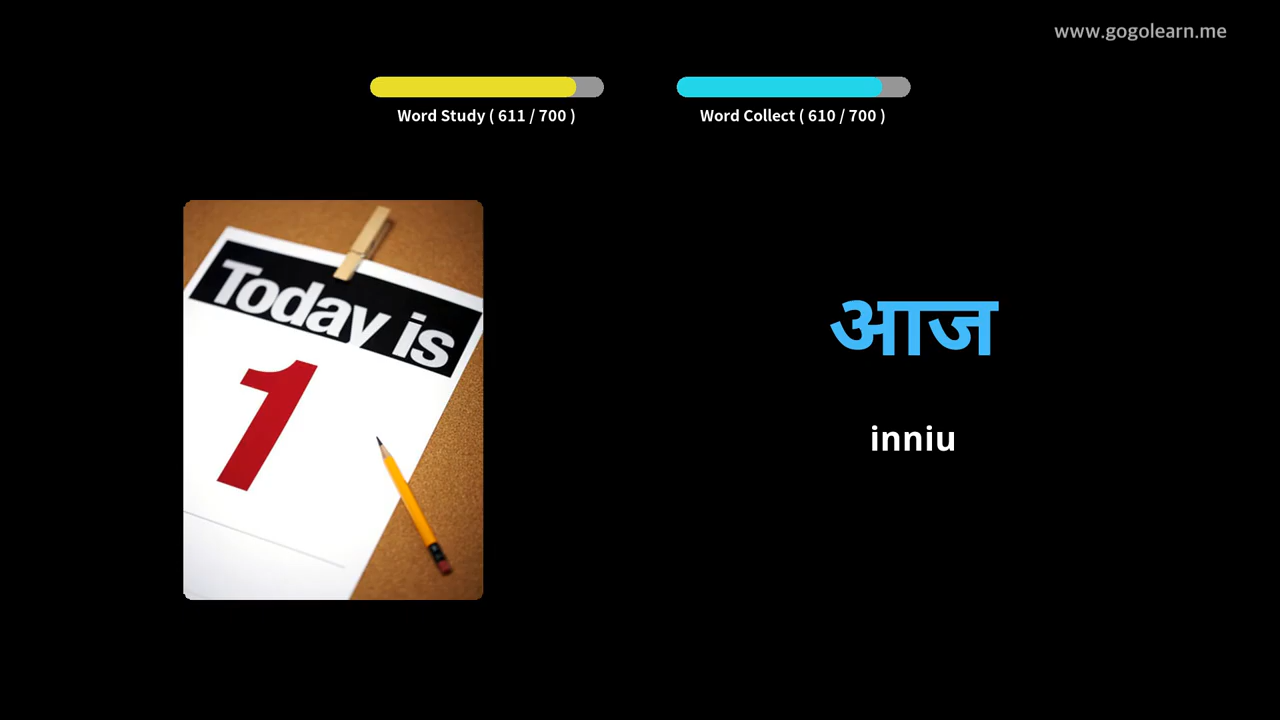 www.gogolearn.me
Word Study ( 611 / 700 )
Word Collect ( 610 / 700 )
Today is
1
आज
inniu